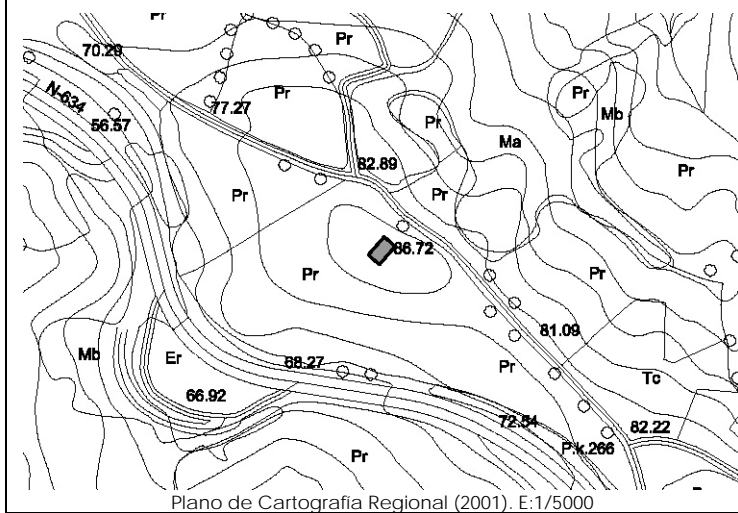 Pr
70.29
Pr
N-634
Pr
77.27
56.57
Pr
Mb
Ma
82.89
Pr
Pr
Pr
Pr
86.72
Pr
81.09
Mb
Er
68.27
Pr
Tc
66.92
72.54
82.22
P.k.266
Pr
Plano de Cartografía Regional (2001). E:1/5000